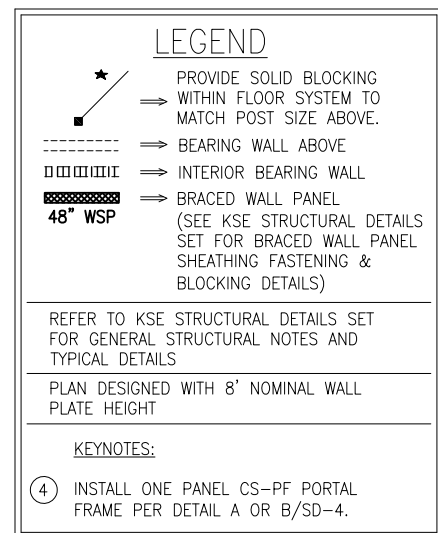 LEGEND
PROVIDE SOLID BLOCKING
WITHIN FLOOR SYSTEM TO
MATCH POST SIZE ABOVE.
BEARING WALL ABOVE
INTERIOR BEARING WALL
BRACED WALL PANEL
48" WSP
(SEE KSE STRUCTURAL DETAILS
SET FOR BRACED WALL PANEL
SHEATHING FASTENING &
BLOCKING DETAILS)
REFER TO KSE STRUCTURAL DETAILS SET
FOR GENERAL STRUCTURAL NOTES AND
TYPICAL DETAILS
PLAN DESIGNED WITH 8' NOMINAL WALL
PLATE HEIGHT
KEYNOTES:
4 INSTALL ONE PANEL CS-PF PORTAL
FRAME PER DETAIL A OR B/SD-4.